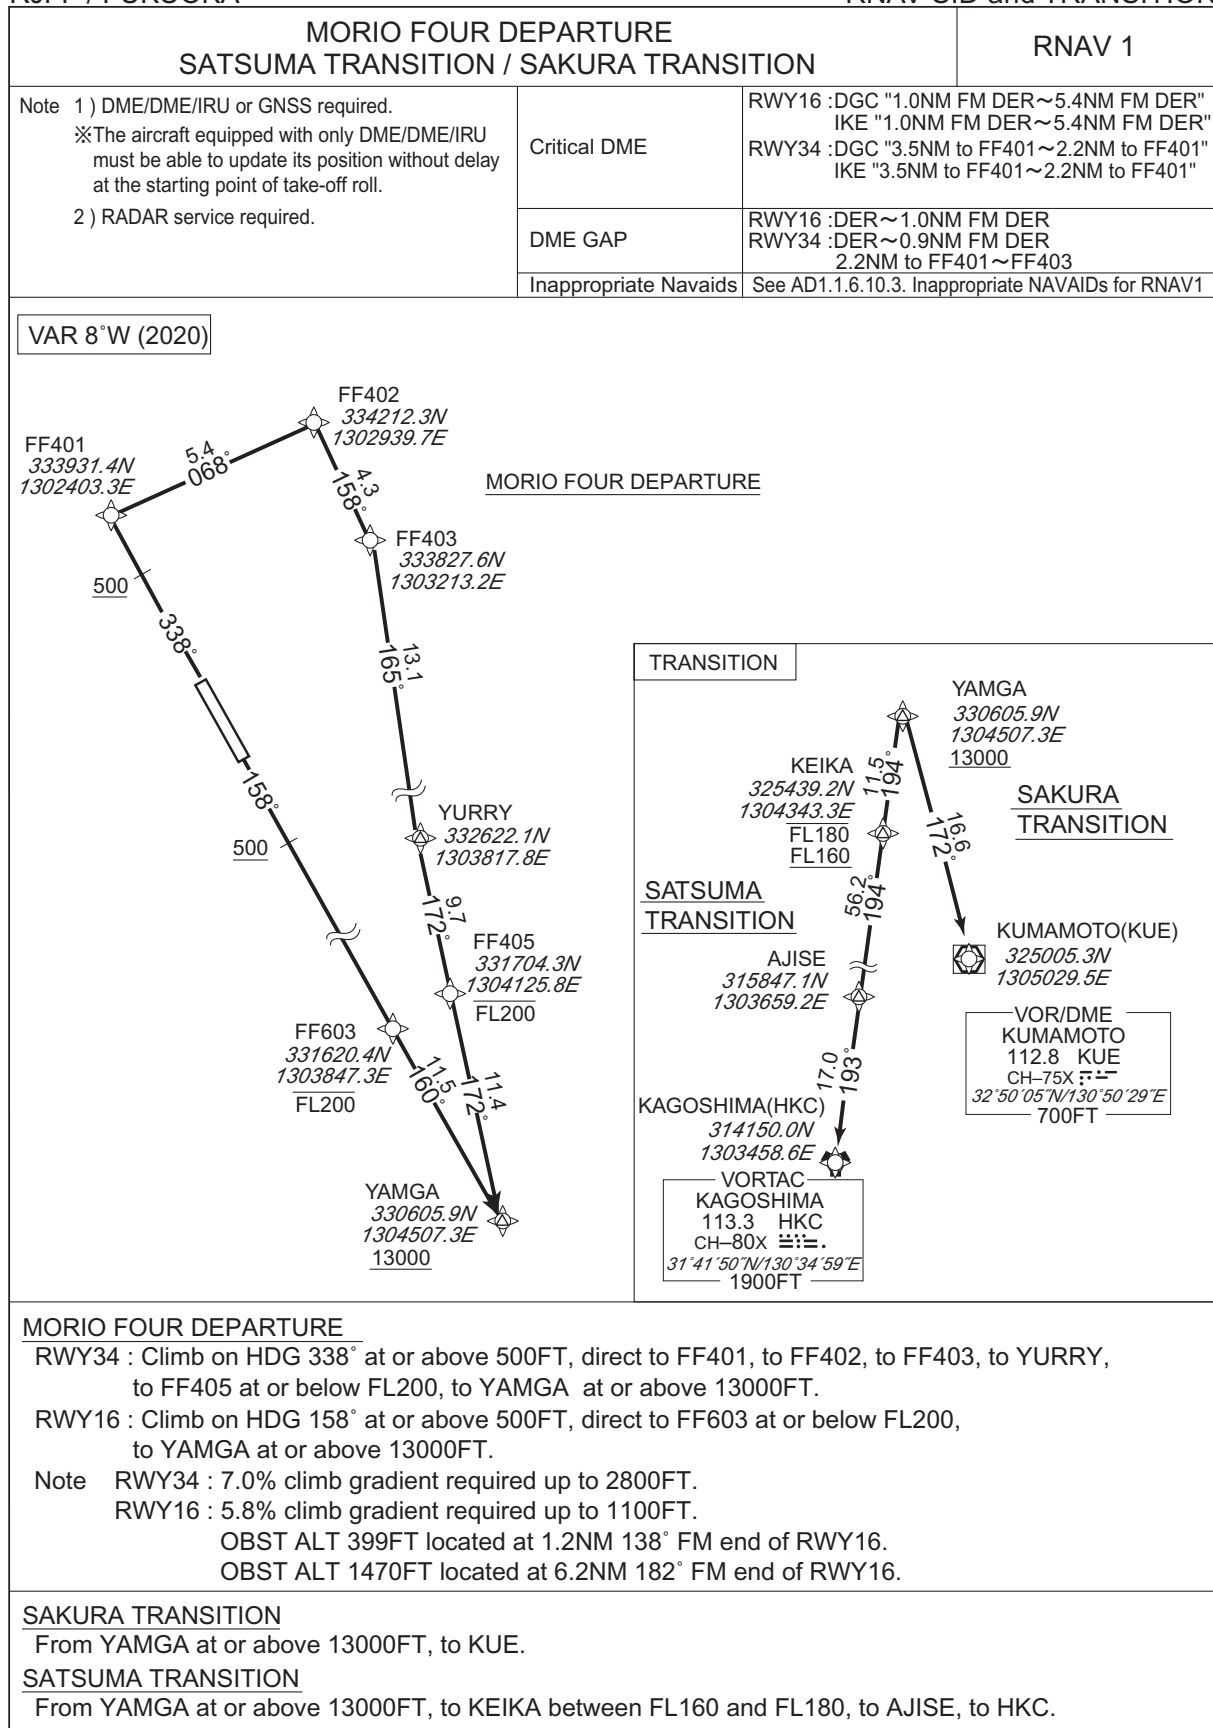 RJFF / FUKUOKA
RNAV SID and TRANSITION
MORIO FOUR DEPARTURE
SATSUMA TRANSITION / SAKURA TRANSITION
RNAV 1
Note 1 ) DME/DME/IRU or GNSS required.
※The aircraft equipped with only DME/DME/IRU
must be able to update its position without delay
at the starting point of take-off roll.
2 ) RADAR service required.
Critical DME
RWY16 :DGC "1.0NM FM DER～5.4NM FM DER"
IKE "1.0NM FM DER～5.4NM FM DER"
RWY34 :DGC "3.5NM to FF401～2.2NM to FF401"
IKE "3.5NM to FF401～2.2NM to FF401"
DME GAP
RWY16 :DER～1.0NM FM DER
RWY34 :DER～0.9NM FM DER
2.2NM to FF401～FF403
Inappropriate Navaids
See AD1.1.6.10.3. Inappropriate NAVAIDs for RNAV1
VAR 8°W (2020)
FF402
334212.3N
1302939.7E
FF401
333931.4N
1302403.3E
5.4
068°
4.3
158°
MORIO FOUR DEPARTURE
FF403
333827.6N
1303213.2E
500
338°
13.1
165°
158°
500
YURRY
332622.1N
1303817.8E
9.7
172°
FF405
331704.3N
1304125.8E
FL200
FF603
331620.4N
1303847.3E
FL200
11.5
160°
11.4
172°
YAMGA
330605.9N
1304507.3E
13000
TRANSITION
YAMGA
330605.9N
1304507.3E
13000
KEIKA
325439.2N
1304343.3E
FL180
FL160
11.5
194°
SAKURA
TRANSITION
16.6
172°
SATSUMA
TRANSITION
56.2
194°
KUMAMOTO(KUE)
325005.3N
1305029.5E
AJISE
315847.1N
1303659.2E
VOR/DME
KUMAMOTO
112.8 KUE
CH–75X
32°50′05″N/130°50′29″E
700FT
17.0
193°
KAGOSHIMA(HKC)
314150.0N
1303458.6E
VORTAC
KAGOSHIMA
113.3 HKC
CH–80X
31°41′50″N/130°34′59″E
1900FT
MORIO FOUR DEPARTURE
RWY34 : Climb on HDG 338° at or above 500FT, direct to FF401, to FF402, to FF403, to YURRY,
to FF405 at or below FL200, to YAMGA at or above 13000FT.
RWY16 : Climb on HDG 158° at or above 500FT, direct to FF603 at or below FL200,
to YAMGA at or above 13000FT.
Note RWY34 : 7.0% climb gradient required up to 2800FT.
RWY16 : 5.8% climb gradient required up to 1100FT.
OBST ALT 399FT located at 1.2NM 138° FM end of RWY16.
OBST ALT 1470FT located at 6.2NM 182° FM end of RWY16.
SAKURA TRANSITION
From YAMGA at or above 13000FT, to KUE.
SATSUMA TRANSITION
From YAMGA at or above 13000FT, to KEIKA between FL160 and FL180, to AJISE, to HKC.